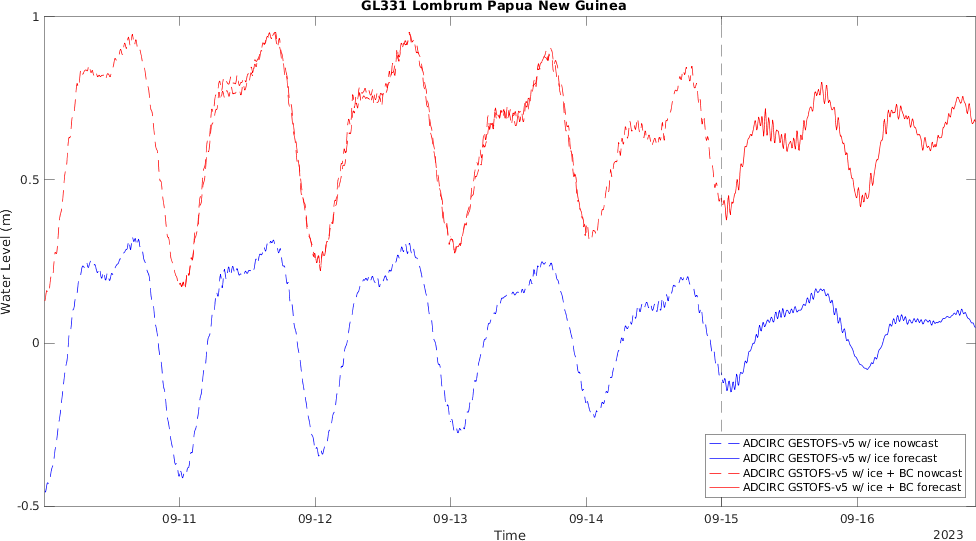 GL331 Lombrum Papua New Guinea
1
0.5
0
-0.5
Water Level (m)
09-11
09-12
09-13
09-14
09-15
09-16
Time
2023
ADCIRC GESTOFS-v5 w/ ice nowcast
ADCIRC GESTOFS-v5 w/ ice forecast
ADCIRC GSTOFS-v5 w/ ice + BC nowcast
ADCIRC GSTOFS-v5 w/ ice + BC forecast